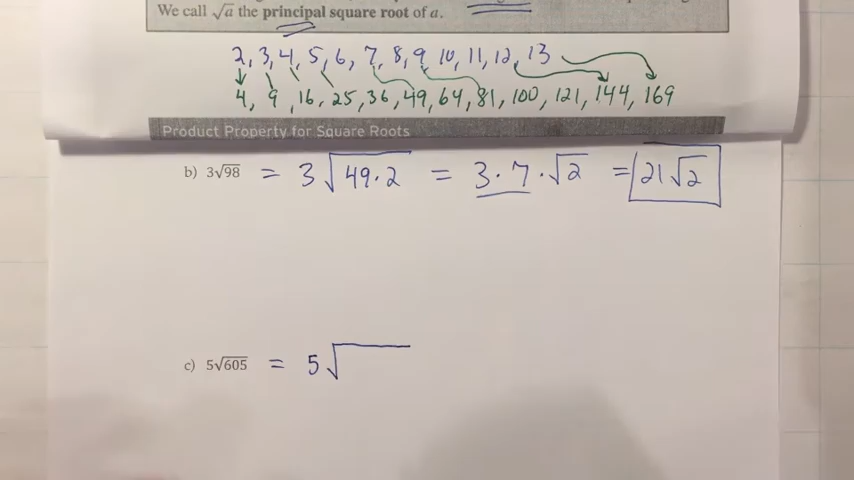 We call √a the principal square root of a.
2, 3, 4, 5, 6, 7, 8, 9, 10, 11, 12, 13
4, 9, 16, 25, 36, 49, 64, 81, 100, 121, 144, 169
Product Property for Square Roots
b) 3√98 = 3√49·2 = 3·7·√2 = 21√2
c) 5√605 = 5√